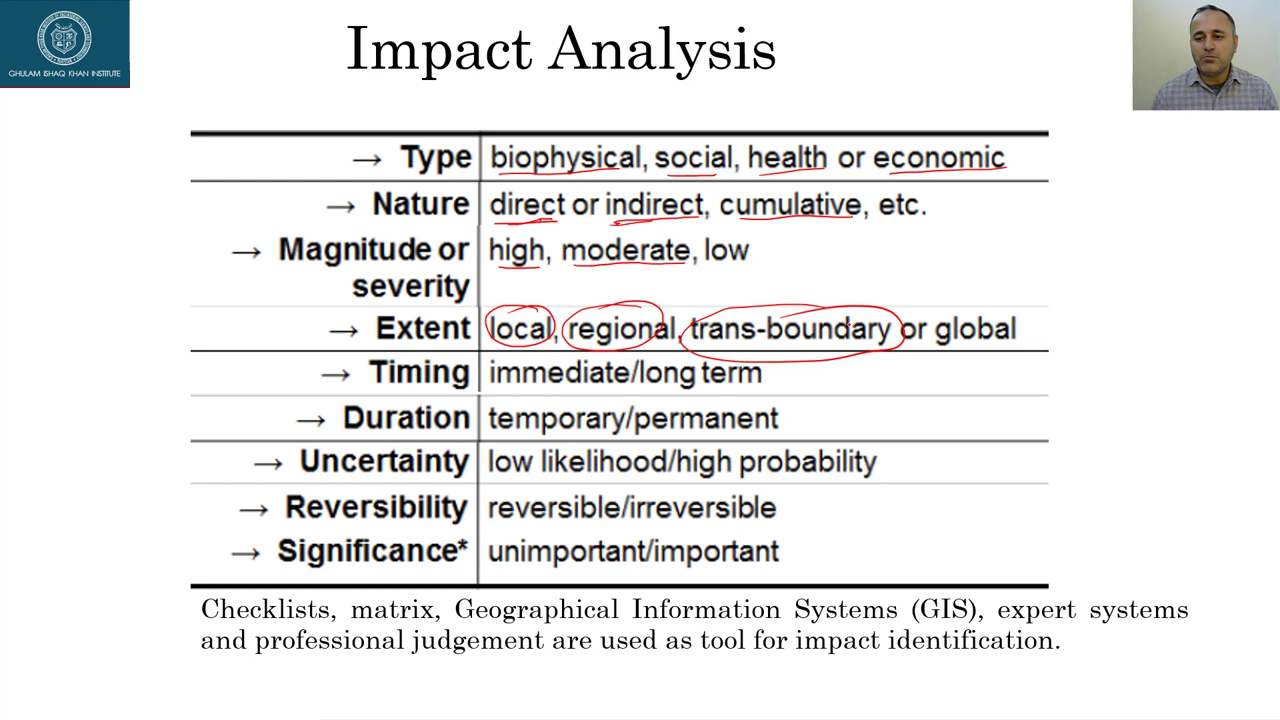 GHULAM ISHAQ KHAN INSTITUTE
Impact Analysis
→ Type biophysical, social, health or economic
→ Nature direct or indirect, cumulative, etc.
→ Magnitude or high, moderate, low
severity
→ Extent local, regional, trans-boundary or global
→ Timing immediate/long term
→ Duration temporary/permanent
→ Uncertainty low likelihood/high probability
→ Reversibility reversible/irreversible
→ Significance* unimportant/important
Checklists, matrix, Geographical Information Systems (GIS), expert systems
and professional judgement are used as tool for impact identification.